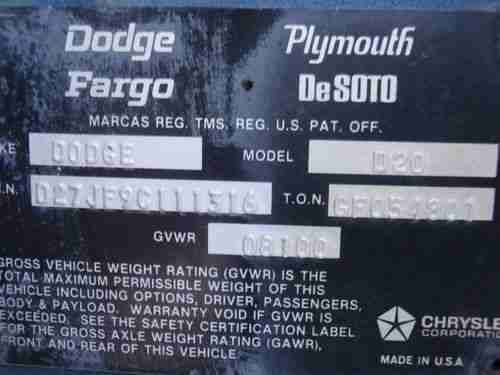 Dodge Plymouth
Fargo DeSOTO
MARCAS REG. TMS. REG. U.S. PAT. OFF.
KE DODGE MODEL D20
.N. D27JF9C111316 T.O.N.
GVWR 08100
GROSS VEHICLE WEIGHT RATING (GVWR) IS THE
TOTAL MAXIMUM PERMISSIBLE WEIGHT OF THIS
VEHICLE INCLUDING OPTIONS, DRIVER, PASSENGERS,
BODY & PAYLOAD. WARRANTY VOID IF GVWR IS
EXCEEDED. SEE THE SAFETY CERTIFICATION LABEL
FOR THE GROSS AXLE WEIGHT RATING (GAWR),
FRONT AND REAR OF THIS VEHICLE.
CHRYSLE
CORPORATION
MADE IN U.S.A.